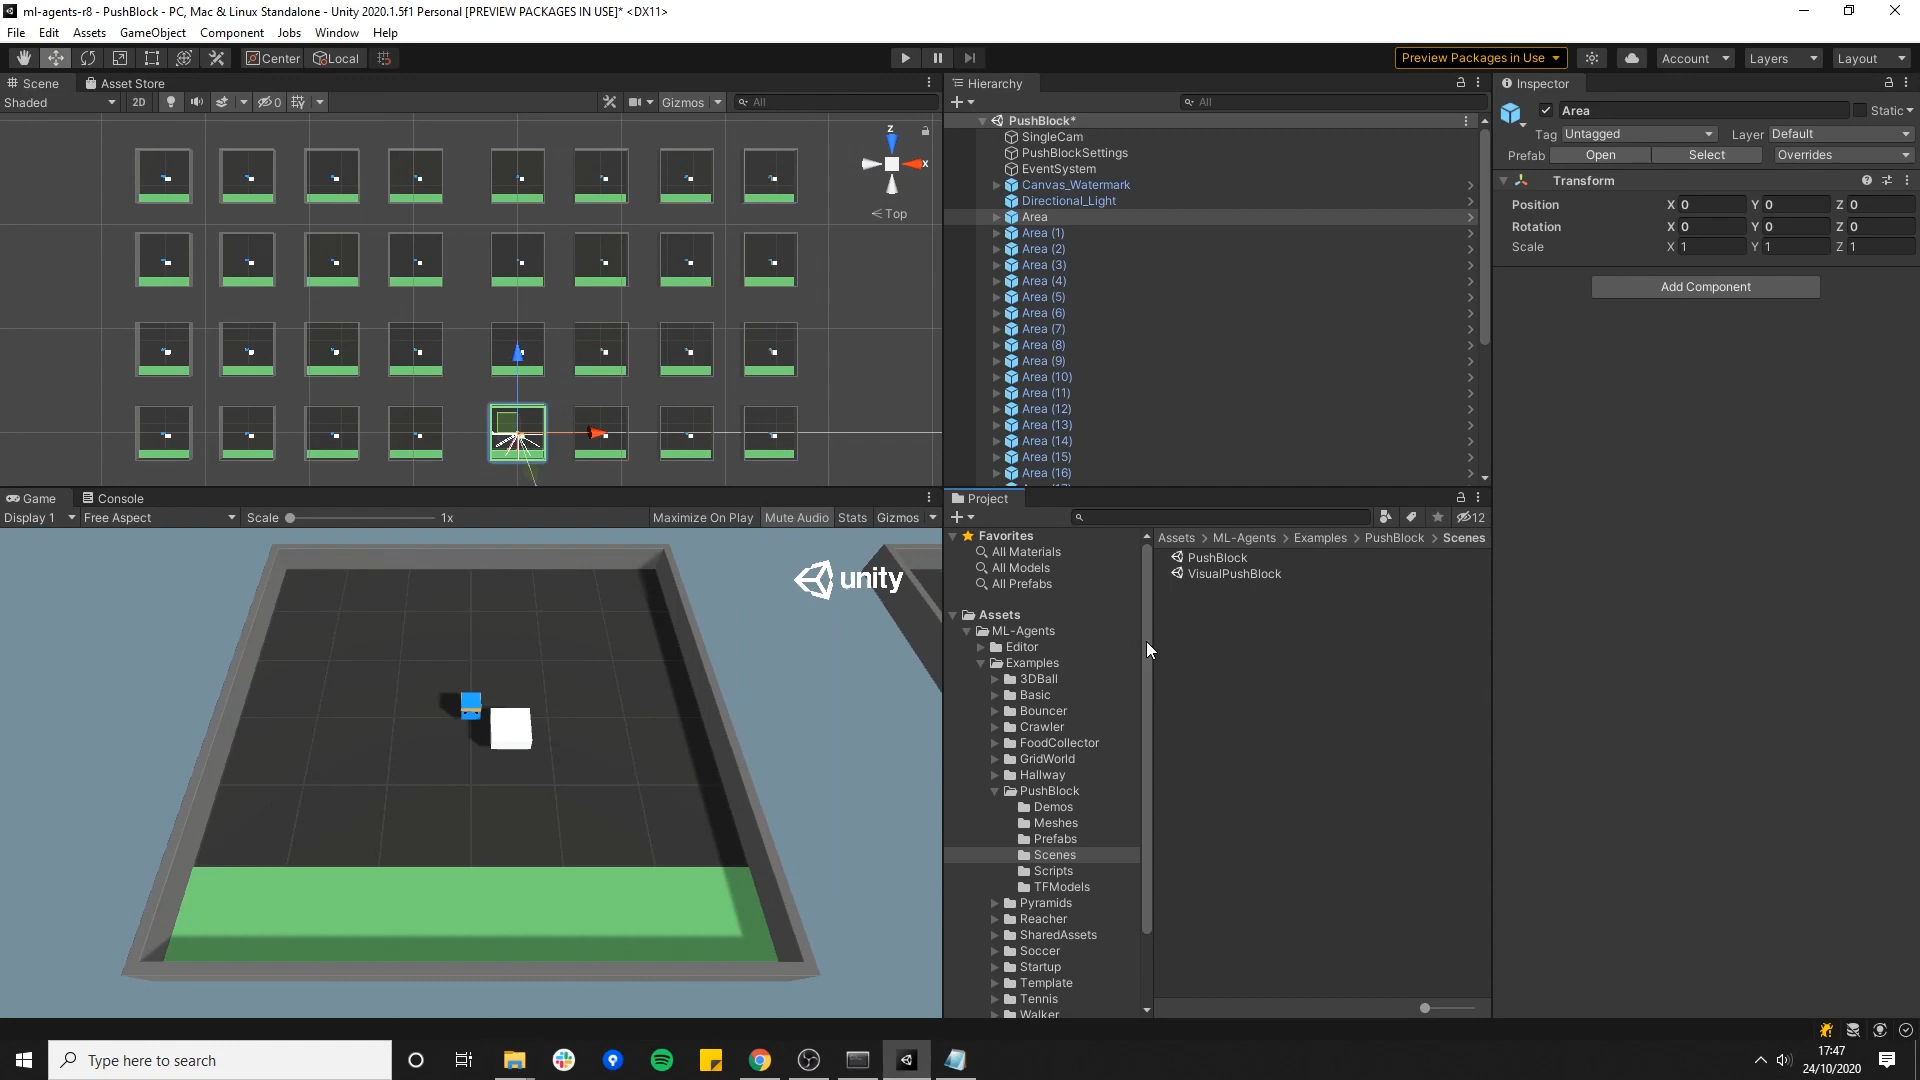 ml-agents-r8 - PushBlock - PC, Mac & Linux Standalone - Unity 2020.1.5f1 Personal [PREVIEW PACKAGES IN USE]* <DX11>
File Edit Assets GameObject Component Jobs Window Help
Center Local Preview Packages in Use Account Layers Layout
Scene Asset Store
Shaded 2D 0 Gizmos All
z
x
Top
Hierarchy
All
PushBlock*
SingleCam
PushBlockSettings
EventSystem
Canvas_Watermark
Directional_Light
Area
Area (1)
Area (2)
Area (3)
Area (4)
Area (5)
Area (6)
Area (7)
Area (8)
Area (9)
Area (10)
Area (11)
Area (12)
Area (13)
Area (14)
Area (15)
Area (16)
Inspector
Area Static
Tag Untagged Layer Default
Prefab Open Select Overrides
Transform
Position X 0 Y 0 Z 0
Rotation X 0 Y 0 Z 0
Scale X 1 Y 1 Z 1
Add Component
Game Console
Display 1 Free Aspect Scale 1x Maximize On Play Mute Audio Stats Gizmos
unity
Project
12
Favorites
All Materials
All Models
All Prefabs
Assets
ML-Agents
Editor
Examples
3DBall
Basic
Bouncer
Crawler
FoodCollector
GridWorld
Hallway
PushBlock
Demos
Meshes
Prefabs
Scenes
Scripts
TFModels
Pyramids
Reacher
SharedAssets
Soccer
Startup
Template
Tennis
Walker
Assets > ML-Agents > Examples > PushBlock > Scenes
PushBlock
VisualPushBlock
Type here to search
17:47
24/10/2020